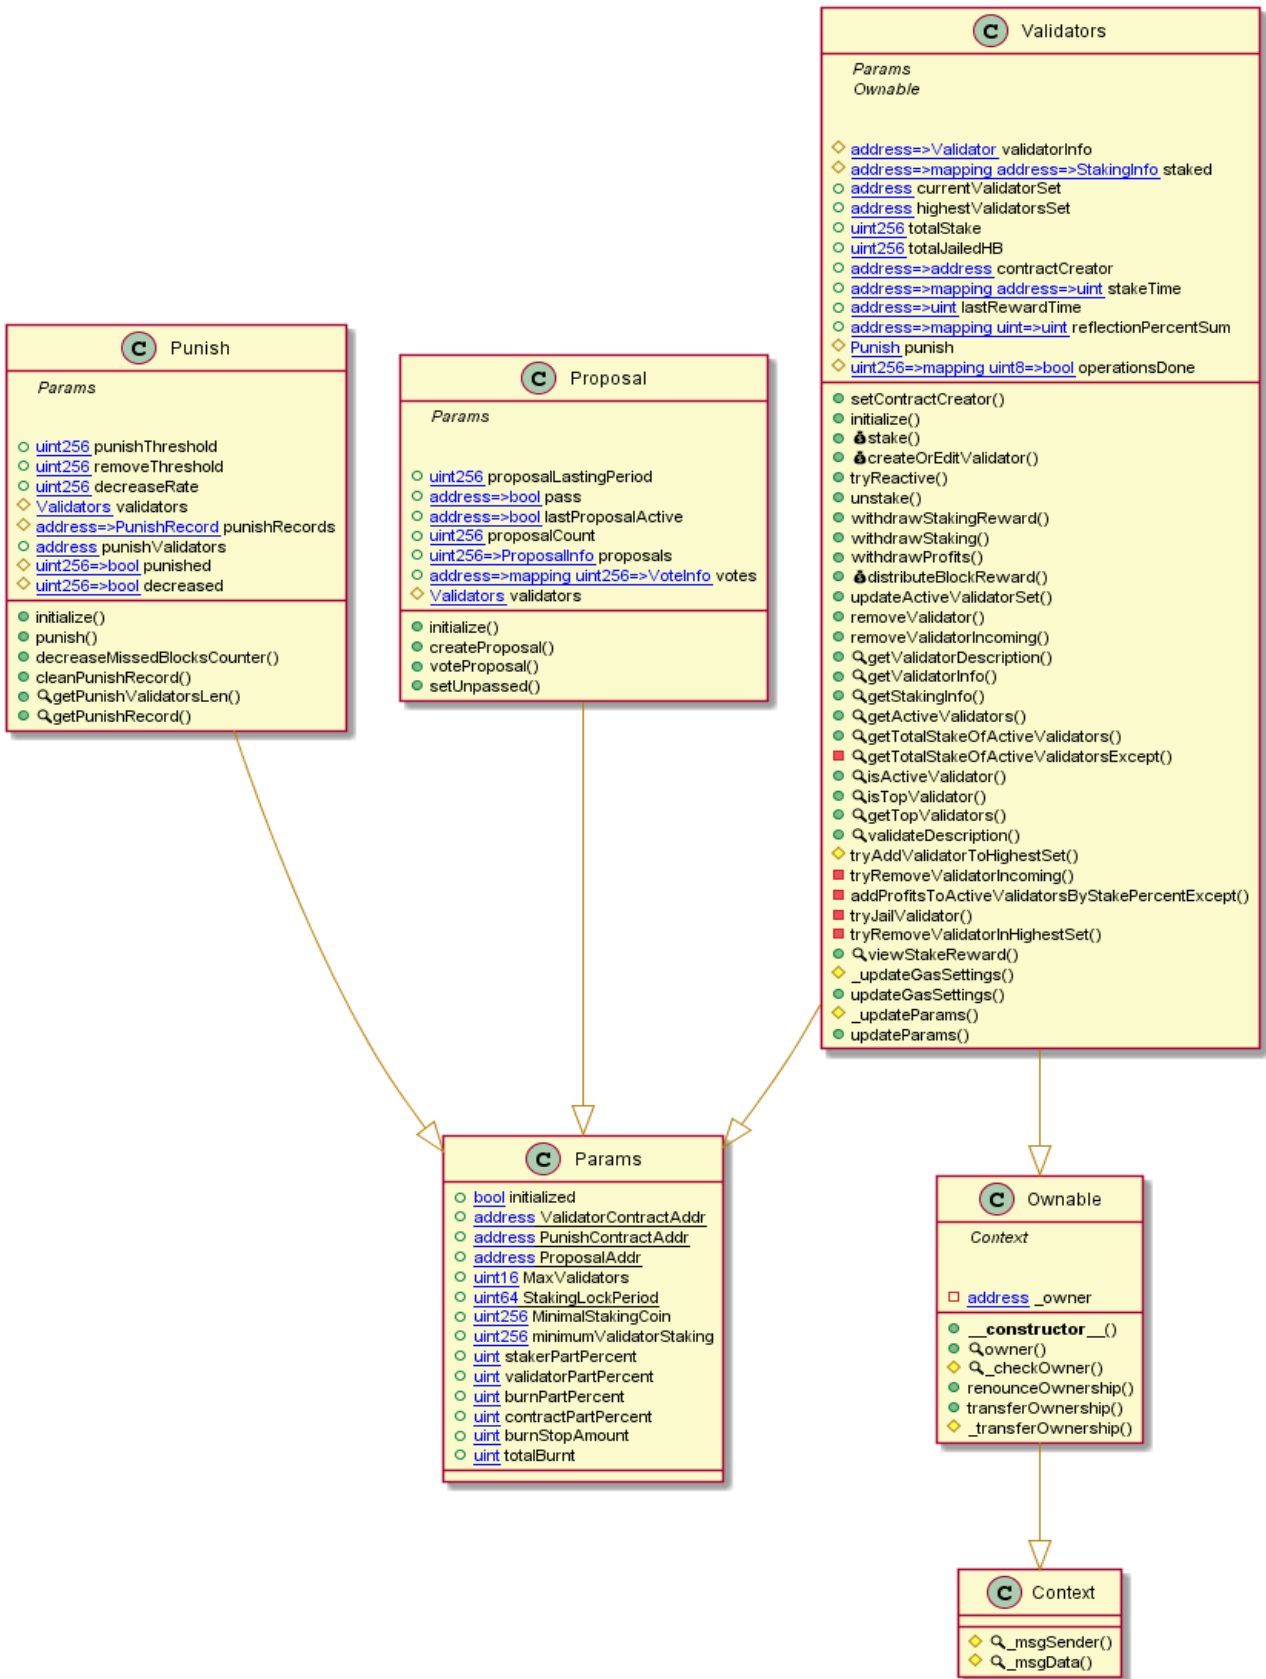 C Validators
Params
Ownable
address=>Validator validatorInfo
address=>mapping address=>StakingInfo staked
address currentValidatorSet
address highestValidatorsSet
uint256 totalStake
uint256 totalJailedHB
address=>address contractCreator
address=>mapping address=>uint stakeTime
address=>uint lastRewardTime
address=>mapping uint=>uint reflectionPercentSum
Punish punish
uint256=>mapping uint8=>bool operationsDone
setContractCreator()
initialize()
stake()
createOrEditValidator()
tryReactive()
unstake()
withdrawStakingReward()
withdrawStaking()
withdrawProfits()
distributeBlockReward()
updateActiveValidatorSet()
removeValidator()
removeValidatorIncoming()
getValidatorDescription()
getValidatorInfo()
getStakingInfo()
getActiveValidators()
getTotalStakeOfActiveValidators()
getTotalStakeOfActiveValidatorsExcept()
isActiveValidator()
isTopValidator()
getTopValidators()
validateDescription()
tryAddValidatorToHighestSet()
tryRemoveValidatorIncoming()
addProfitsToActiveValidatorsByStakePercentExcept()
tryJailValidator()
tryRemoveValidatorInHighestSet()
viewStakeReward()
_updateGasSettings()
updateGasSettings()
_updateParams()
updateParams()
C Punish
Params
uint256 punishThreshold
uint256 removeThreshold
uint256 decreaseRate
Validators validators
address=>PunishRecord punishRecords
address punishValidators
uint256=>bool punished
uint256=>bool decreased
initialize()
punish()
decreaseMissedBlocksCounter()
cleanPunishRecord()
getPunishValidatorsLen()
getPunishRecord()
C Proposal
Params
uint256 proposalLastingPeriod
address=>bool pass
address=>bool lastProposalActive
uint256 proposalCount
uint256=>ProposalInfo proposals
address=>mapping uint256=>VoteInfo votes
Validators validators
initialize()
createProposal()
voteProposal()
setUnpassed()
C Params
bool initialized
address ValidatorContractAddr
address PunishContractAddr
address ProposalAddr
uint16 MaxValidators
uint64 StakingLockPeriod
uint256 MinimalStakingCoin
uint256 minimumValidatorStaking
uint stakerPartPercent
uint validatorPartPercent
uint burnPartPercent
uint contractPartPercent
uint burnStopAmount
uint totalBurnt
C Ownable
Context
address _owner
__constructor__()
owner()
_checkOwner()
renounceOwnership()
transferOwnership()
_transferOwnership()
C Context
_msgSender()
_msgData()